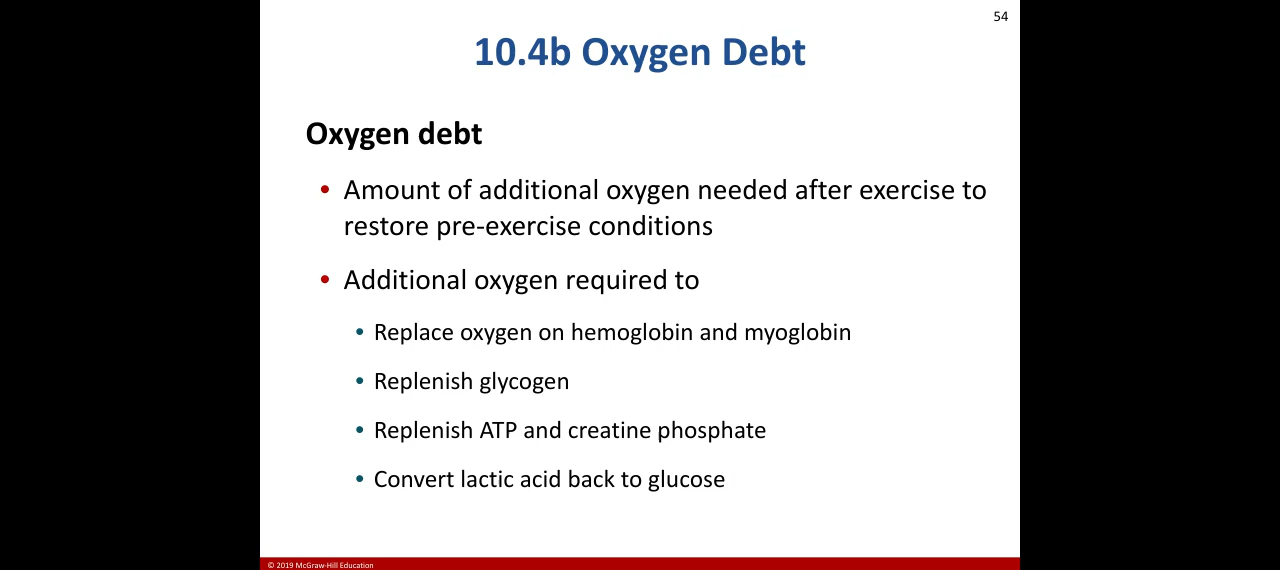 54
10.4b Oxygen Debt
Oxygen debt
• Amount of additional oxygen needed after exercise to
restore pre-exercise conditions
• Additional oxygen required to
• Replace oxygen on hemoglobin and myoglobin
• Replenish glycogen
• Replenish ATP and creatine phosphate
• Convert lactic acid back to glucose
© 2019 McGraw-Hill Education